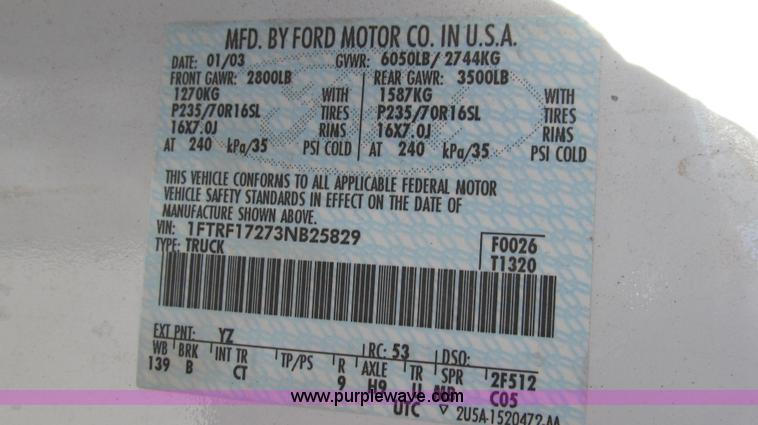 MFD. BY FORD MOTOR CO. IN U.S.A.
DATE: 01/03 GVWR: 6050LB/ 2744KG
FRONT GAWR: 2800LB REAR GAWR: 3500LB
1270KG WITH 1587KG WITH
P235/70R16SL TIRES P235/70R16SL TIRES
16X7.0J RIMS 16X7.0J RIMS
AT 240 kPa/35 PSI COLD AT 240 kPa/35 PSI COLD
THIS VEHICLE CONFORMS TO ALL APPLICABLE FEDERAL MOTOR
VEHICLE SAFETY STANDARDS IN EFFECT ON THE DATE OF
MANUFACTURE SHOWN ABOVE.
VIN: 1FTRF17273NB25829 F0026
TYPE: TRUCK T1320
EXT PNT: YZ RC: 53 DSO:
WB BRK INT TR TP/PS R AXLE TR SPR 2F512
139 B CT 9 H9 U C05
www.purplewave.com
UTC ▽ 2U5A-1520472-AA